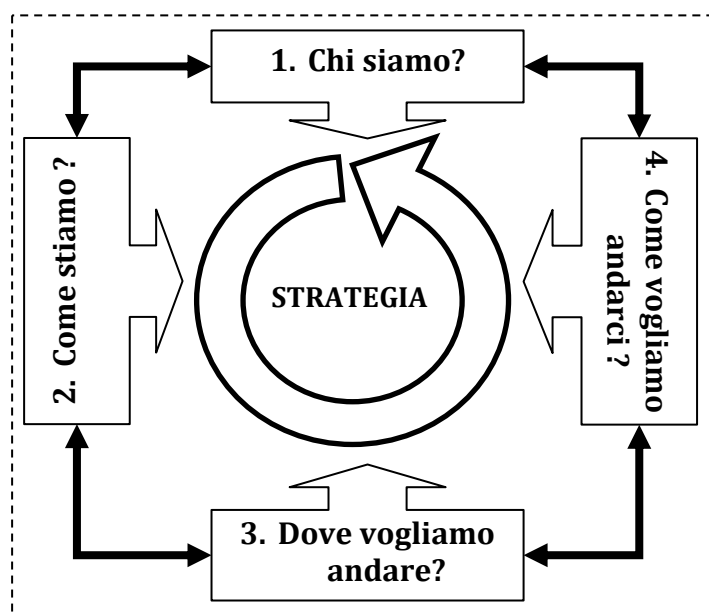 1. Chi siamo?
2. Come stiamo ?
STRATEGIA
4. Come vogliamo
andarci ?
3. Dove vogliamo
andare?